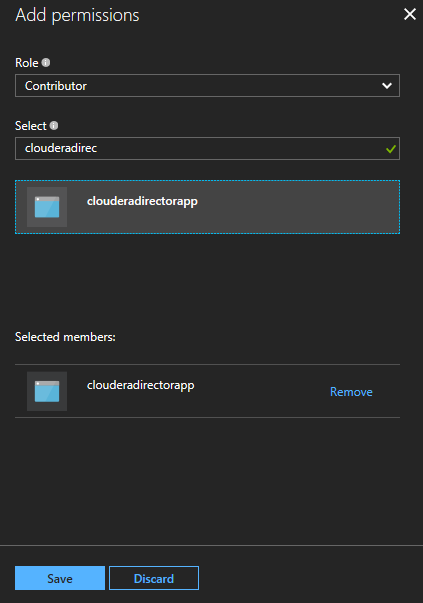 Add permissions
Role
Contributor
Select
clouderadirec
clouderadirectorapp
Selected members:
clouderadirectorapp
Remove
Save
Discard